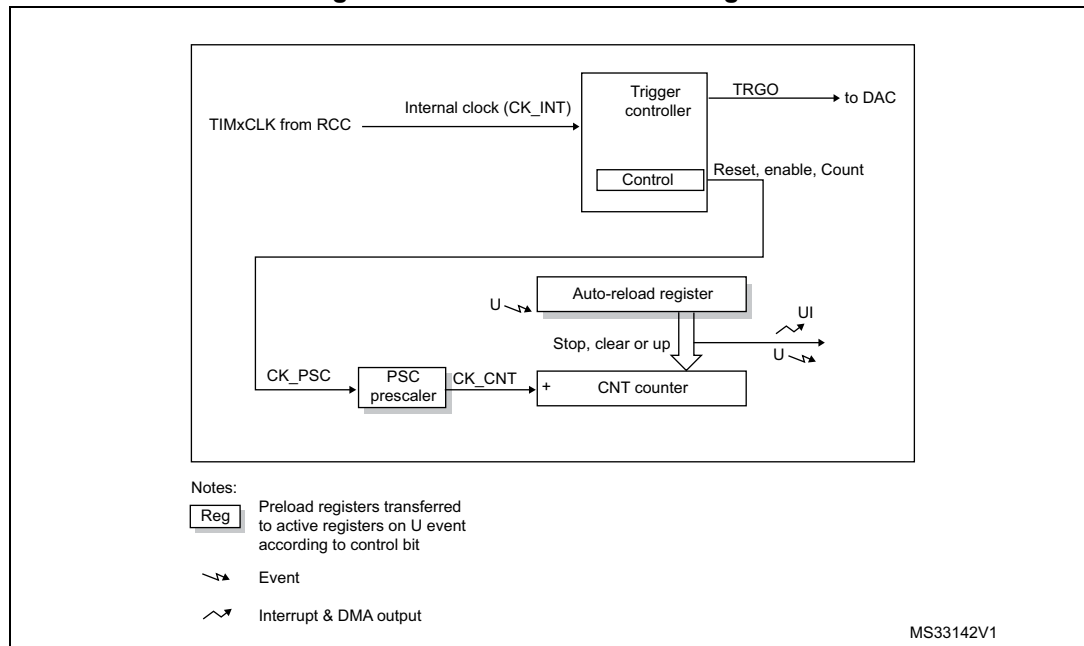 Trigger
controller
TRGO
to DAC
Internal clock (CK_INT)
TIMxCLK from RCC
Control
Reset, enable, Count
U
Auto-reload register
UI
Stop, clear or up
U
CK_PSC
PSC
prescaler
CK_CNT
+
CNT counter
Notes:
Reg
Preload registers transferred
to active registers on U event
according to control bit
Event
Interrupt & DMA output
MS33142V1